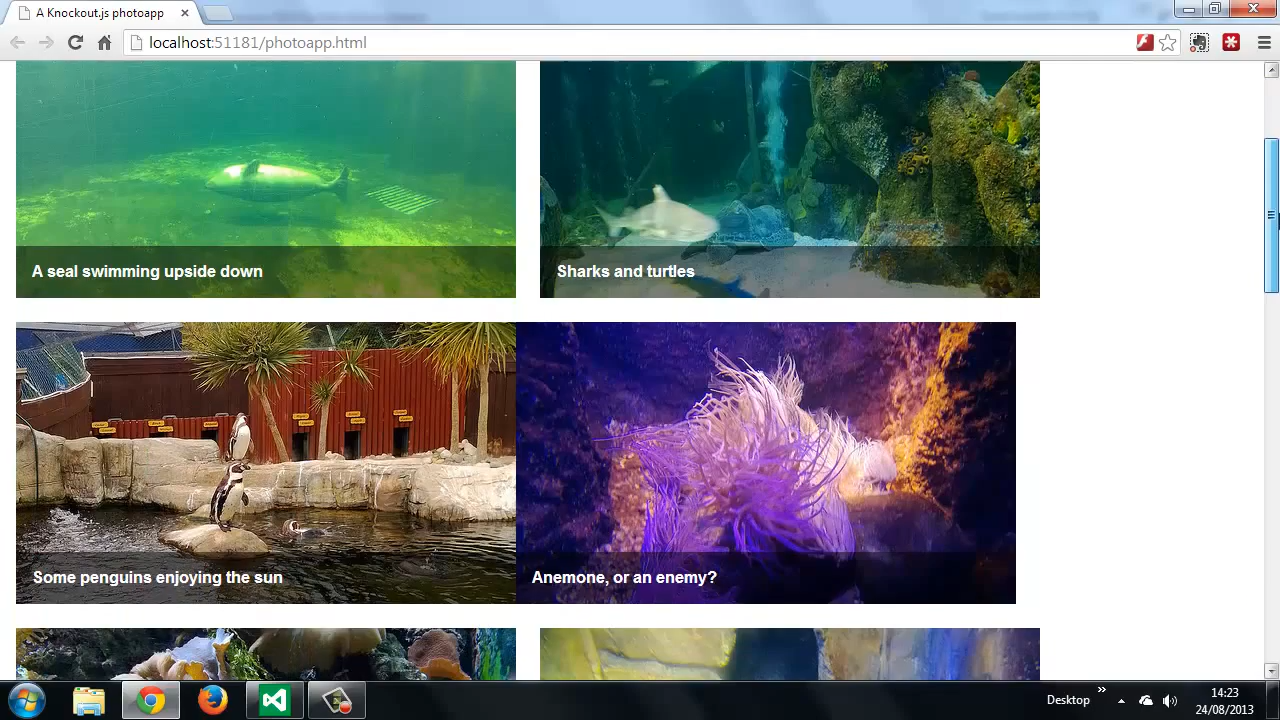 A Knockout.js photoapp
localhost:51181/photoapp.html
A seal swimming upside down
Sharks and turtles
Some penguins enjoying the sun
Anemone, or an enemy?
Desktop
14:23
24/08/2013